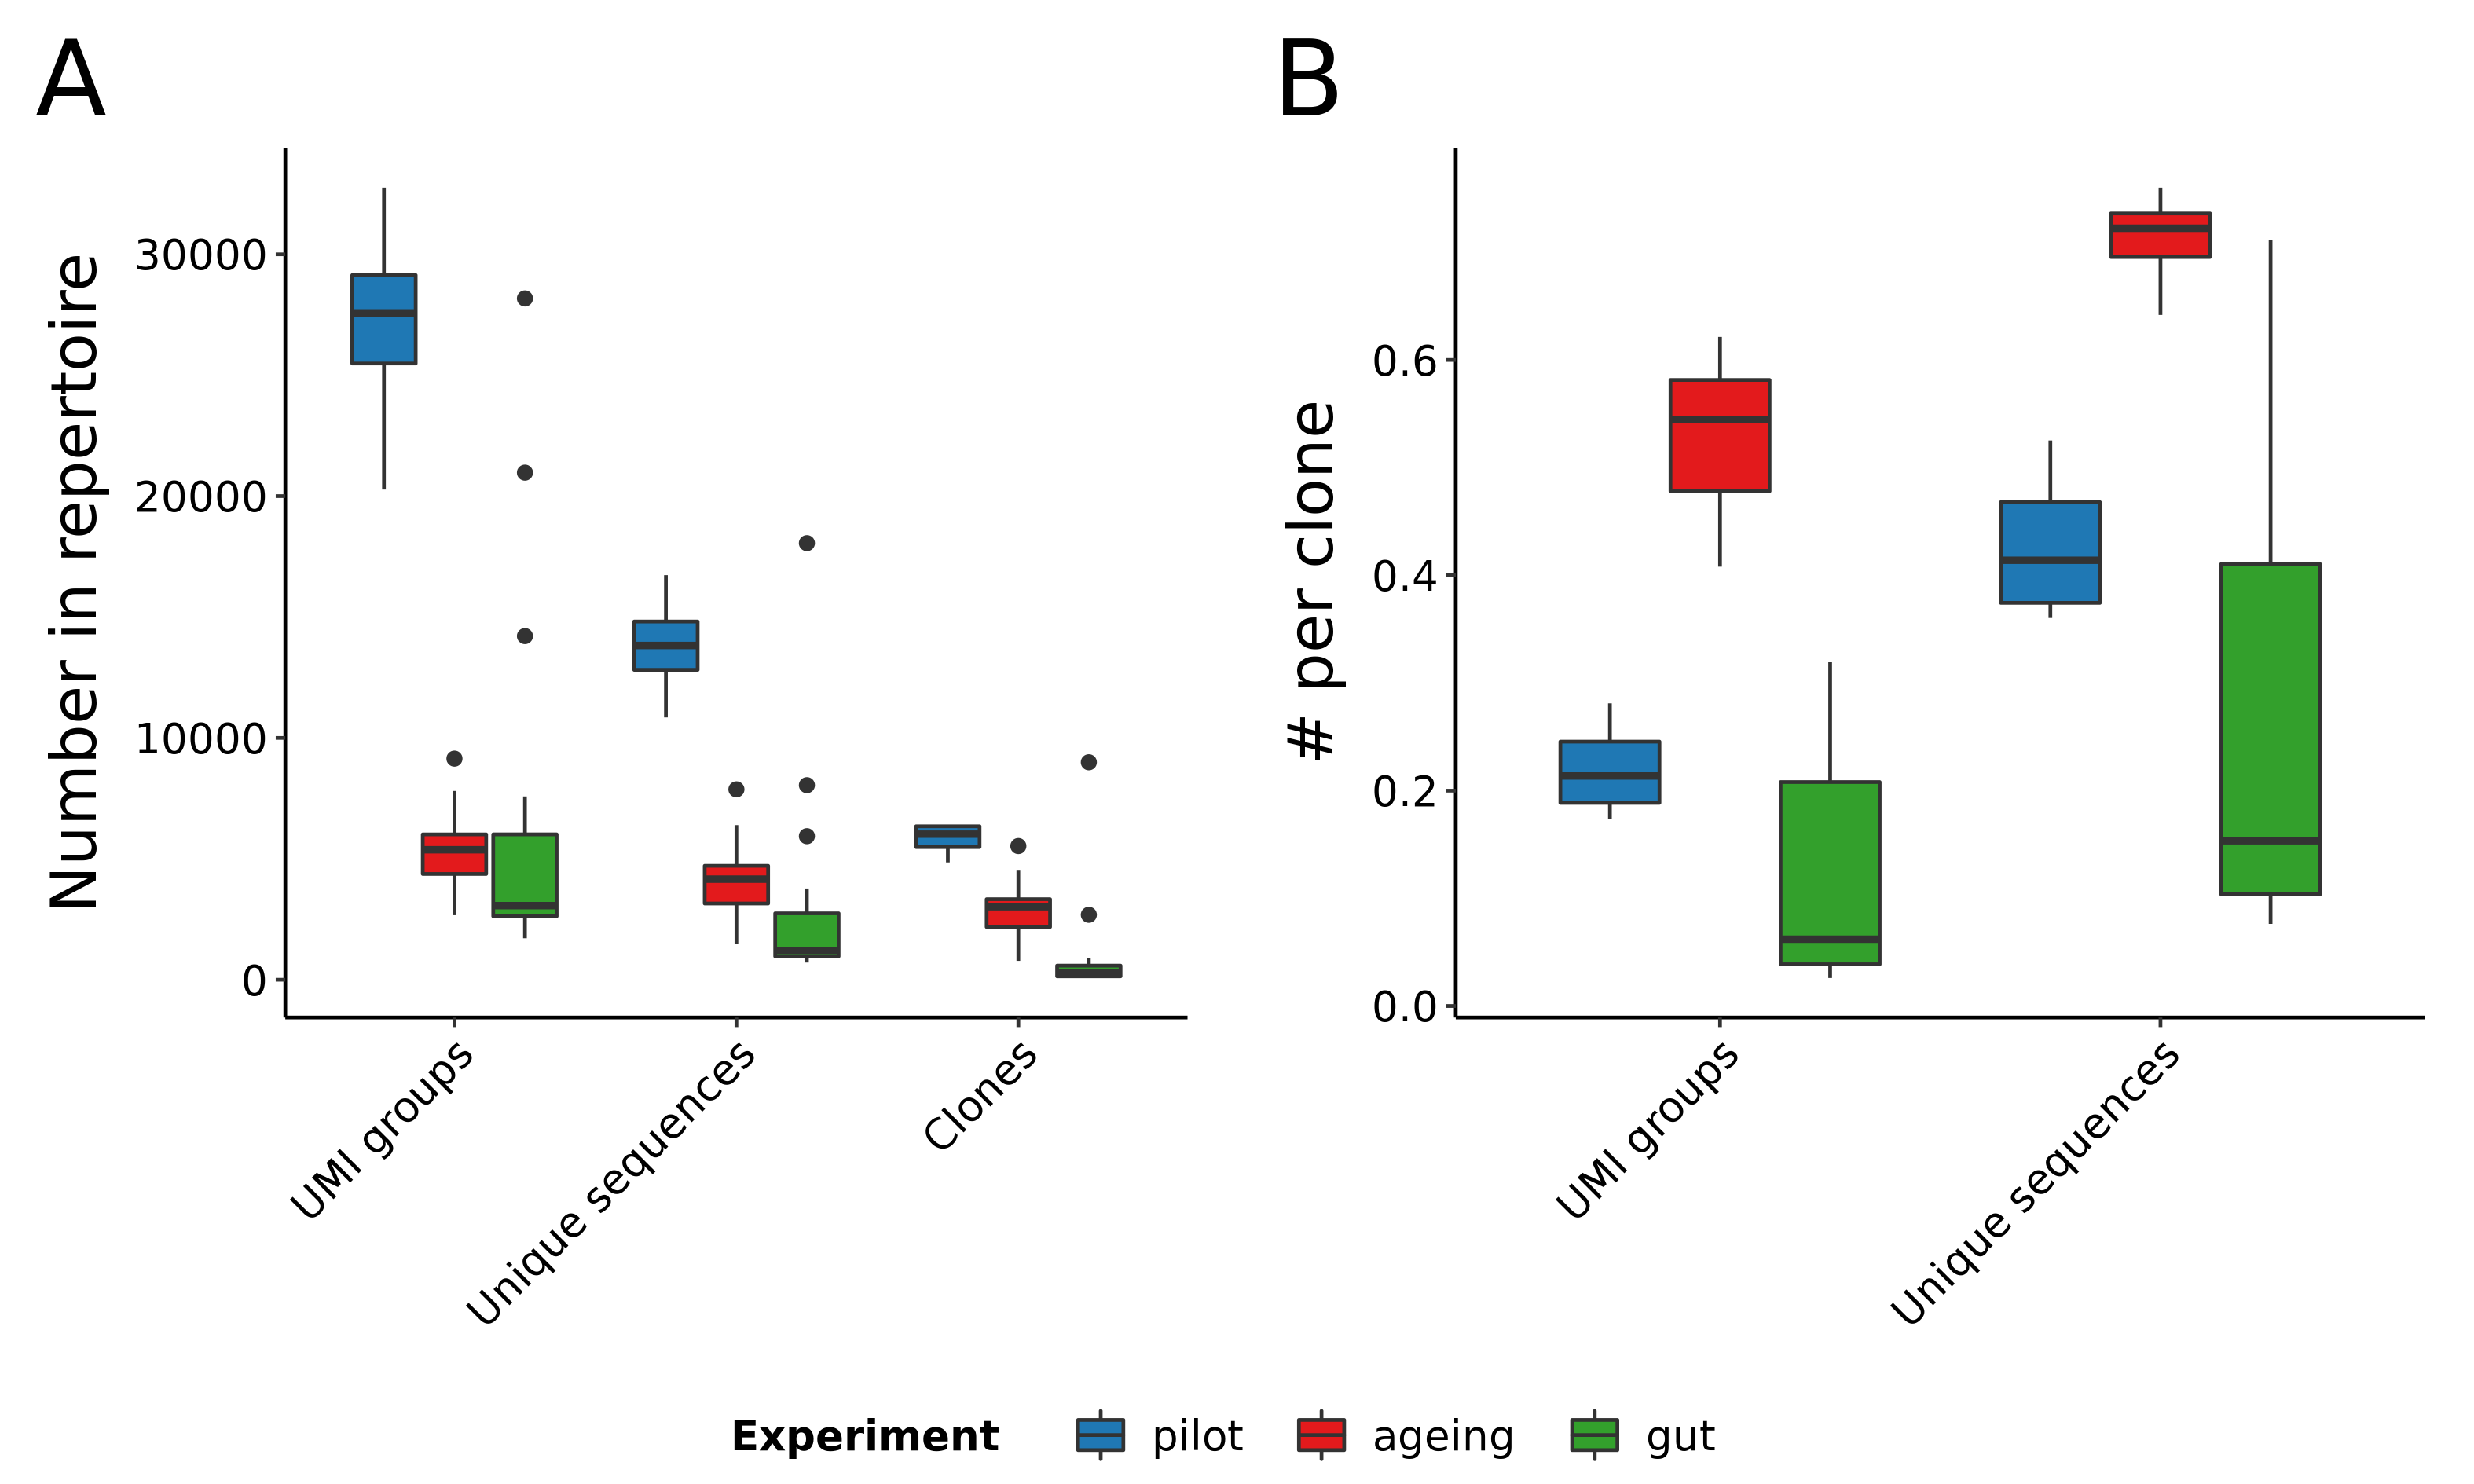 A
B
Number in repertoire
30000
20000
10000
0
UMI groups
Unique sequences
Clones
# per clone
0.6
0.4
0.2
0.0
UMI groups
Unique sequences
Experiment pilot ageing gut